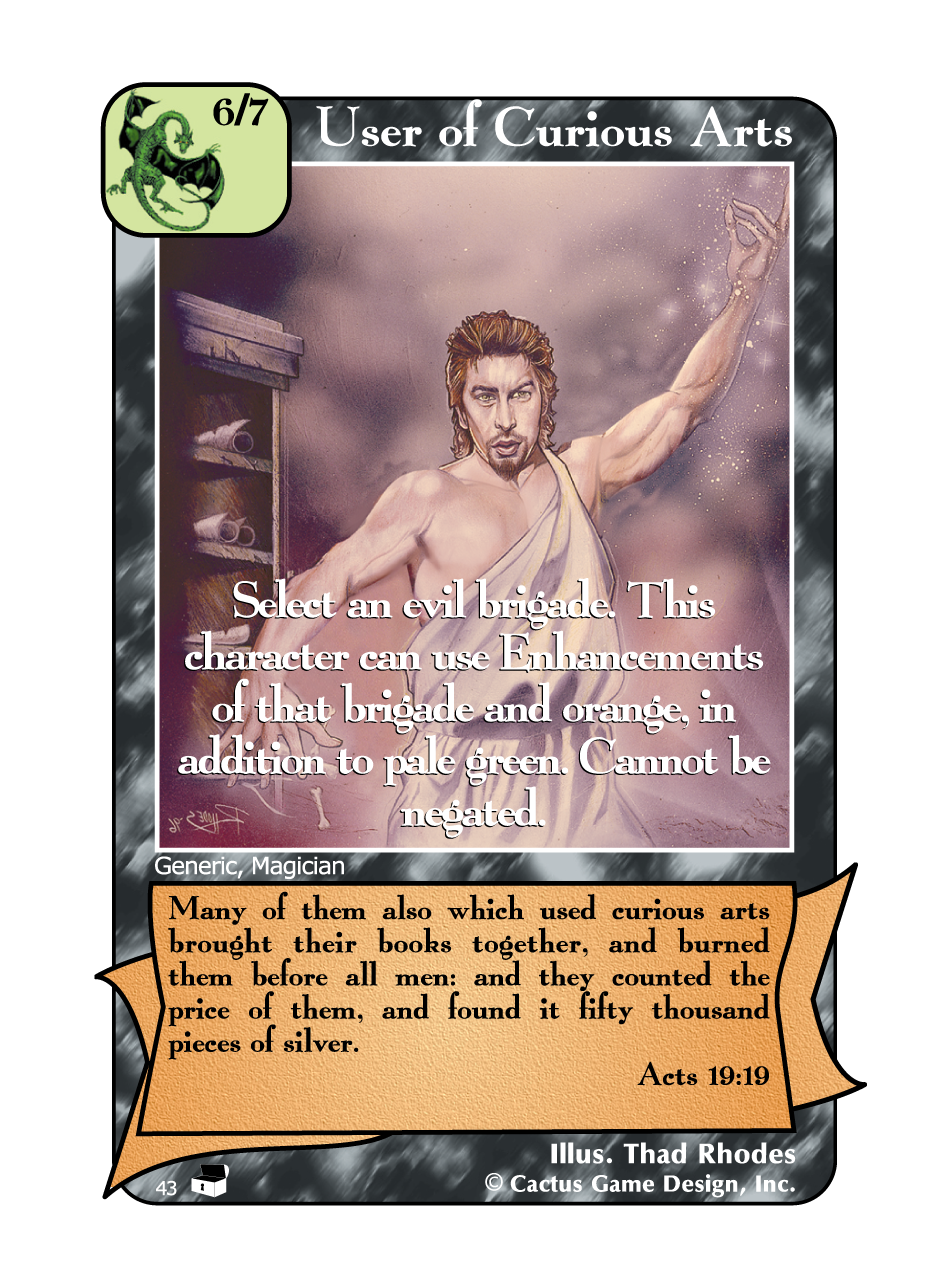 6/7
User of Curious Arts
Select an evil brigade. This
character can use Enhancements
of that brigade and orange, in
addition to pale green. Cannot be
negated.
Generic, Magician
Many of them also which used curious arts
brought their books together, and burned
them before all men: and they counted the
price of them, and found it fifty thousand
pieces of silver.
Acts 19:19
Illus. Thad Rhodes
43
© Cactus Game Design, Inc.